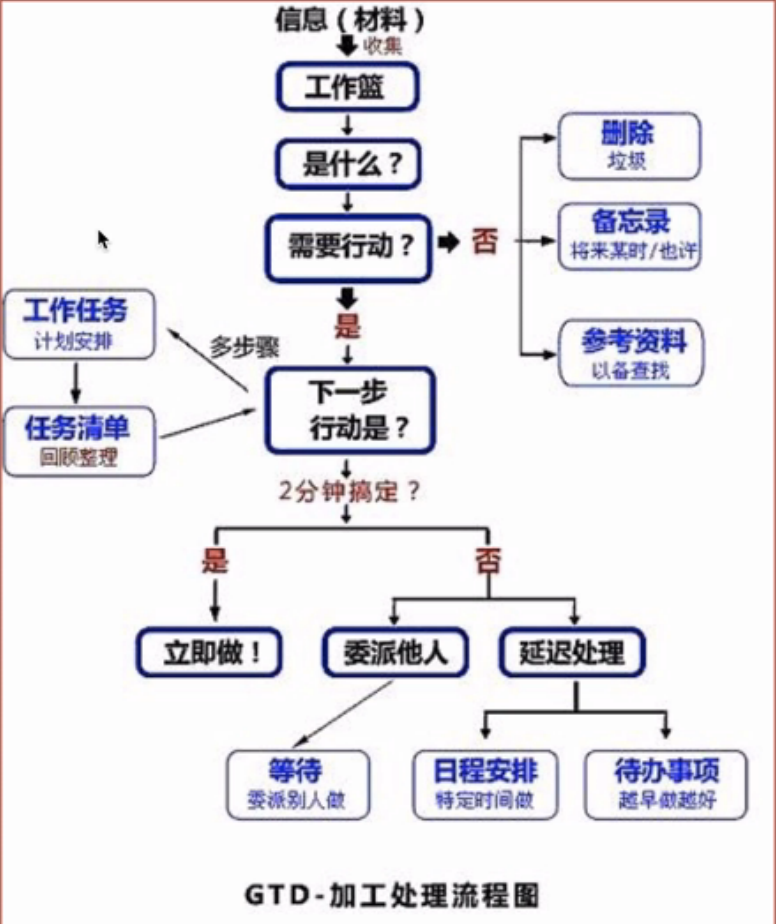 信息（材料）
收集
工作篮
是什么？
删除
垃圾
需要行动？
否
备忘录
将来某时/也许
是
参考资料
以备查找
工作任务
计划安排
多步骤
下一步
行动是？
任务清单
回顾整理
2分钟搞定？
是
否
立即做！
委派他人
延迟处理
等待
委派别人做
日程安排
特定时间做
待办事项
越早做越好
GTD-加工处理流程图